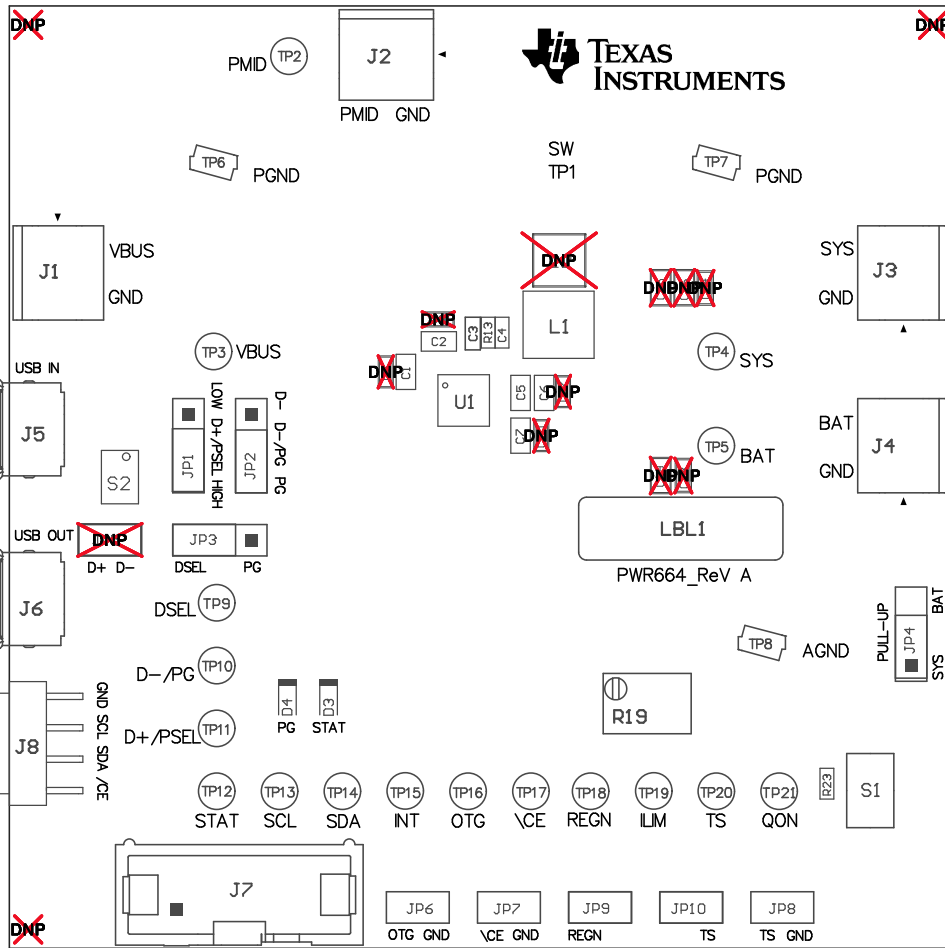 DNP
DNP
PMID TP2
J2
PMID GND
TEXAS
INSTRUMENTS
TP6
PGND
SW
TP1
TP7
PGND
J1
VBUS
GND
DNP
SYS
GND
J3
DNP
DNP
DNP
DNP
C2
C3
R13
C4
L1
TP3 VBUS
TP4
SYS
DNP
C1
U1
C5
C6
DNP
C7
DNP
USB IN
J5
S2
JP1
LOW D+/PSEL HIGH
JP2
D- D-/PG PG
BAT
GND
J4
TP5
BAT
DNP
DNP
USB OUT
DNP
D+ D-
JP3
DSEL PG
LBL1
PWR664_ReV A
J6
DSEL TP9
D-/PG TP10
D+/PSEL TP11
TP8
AGND
PULL-UP
JP4
BAT
SYS
J8
GND SCL SDA /CE
D4
PG
D3
STAT
R19
TP12 TP13 TP14 TP15 TP16 TP17 TP18 TP19 TP20 TP21
STAT SCL SDA INT OTG \CE REGN ILIM TS QON
R23
S1
J7
JP6 JP7 JP9 JP10 JP8
OTG GND \CE GND REGN TS TS GND
DNP